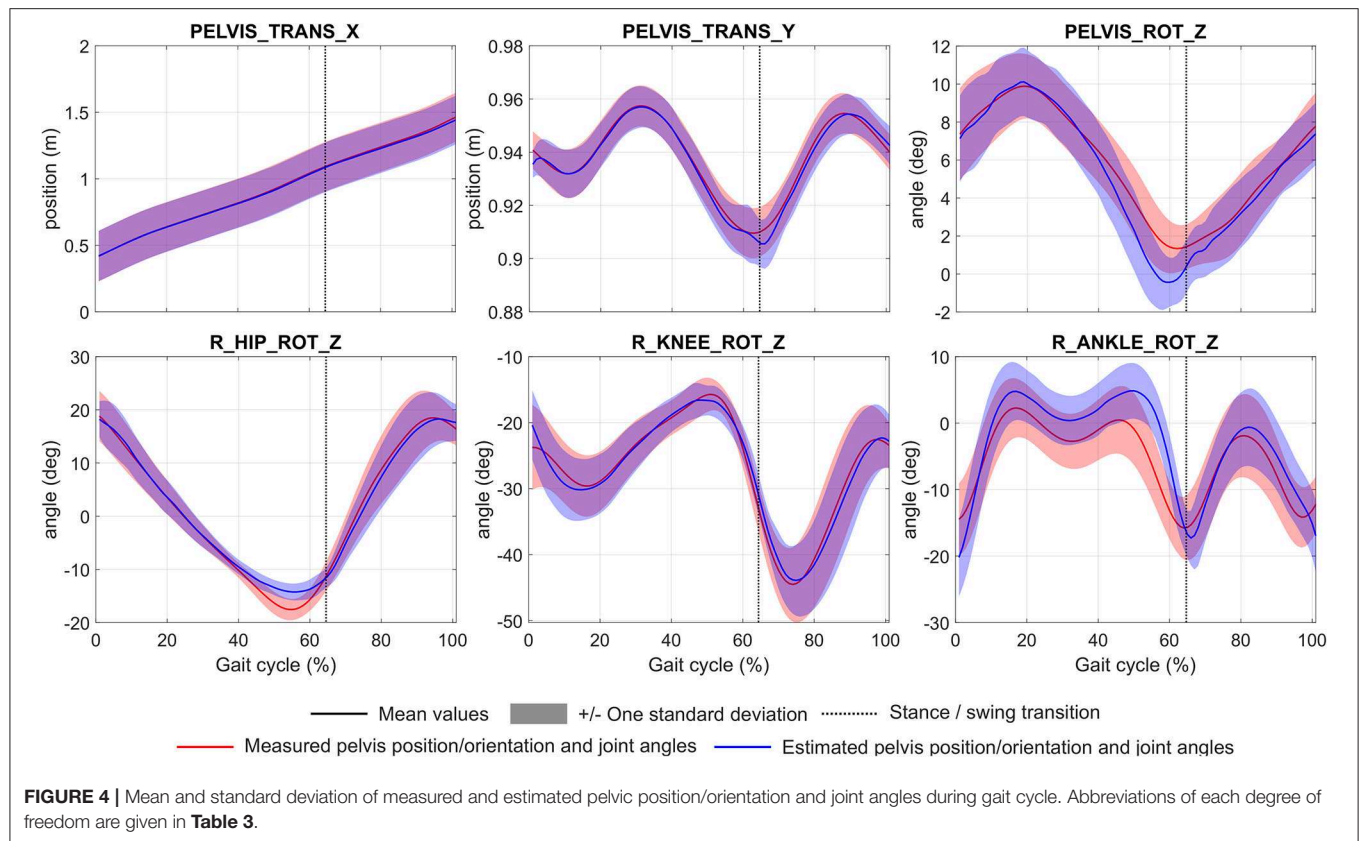 PELVIS_TRANS_X PELVIS_TRANS_Y PELVIS_ROT_Z
position (m)
2
1.5
1
0.5
0
position (m)
0.98
0.96
0.94
0.92
0.9
0.88
0 20 40 60 80 100
angle (deg)
12
10
8
6
4
2
0
-2
R_HIP_ROT_Z R_KNEE_ROT_Z R_ANKLE_ROT_Z
angle (deg)
30
20
10
0
-10
-20
0 20 40 60 80 100
Gait cycle (%)
angle (deg)
-10
-20
-30
-40
-50
0 20 40 60 80 100
Gait cycle (%)
angle (deg)
10
0
-10
-20
-30
0 20 40 60 80 100
Gait cycle (%)
Mean values +/- One standard deviation Stance / swing transition
Measured pelvis position/orientation and joint angles Estimated pelvis position/orientation and joint angles
FIGURE 4 | Mean and standard deviation of measured and estimated pelvic position/orientation and joint angles during gait cycle. Abbreviations of each degree of
freedom are given in Table 3.